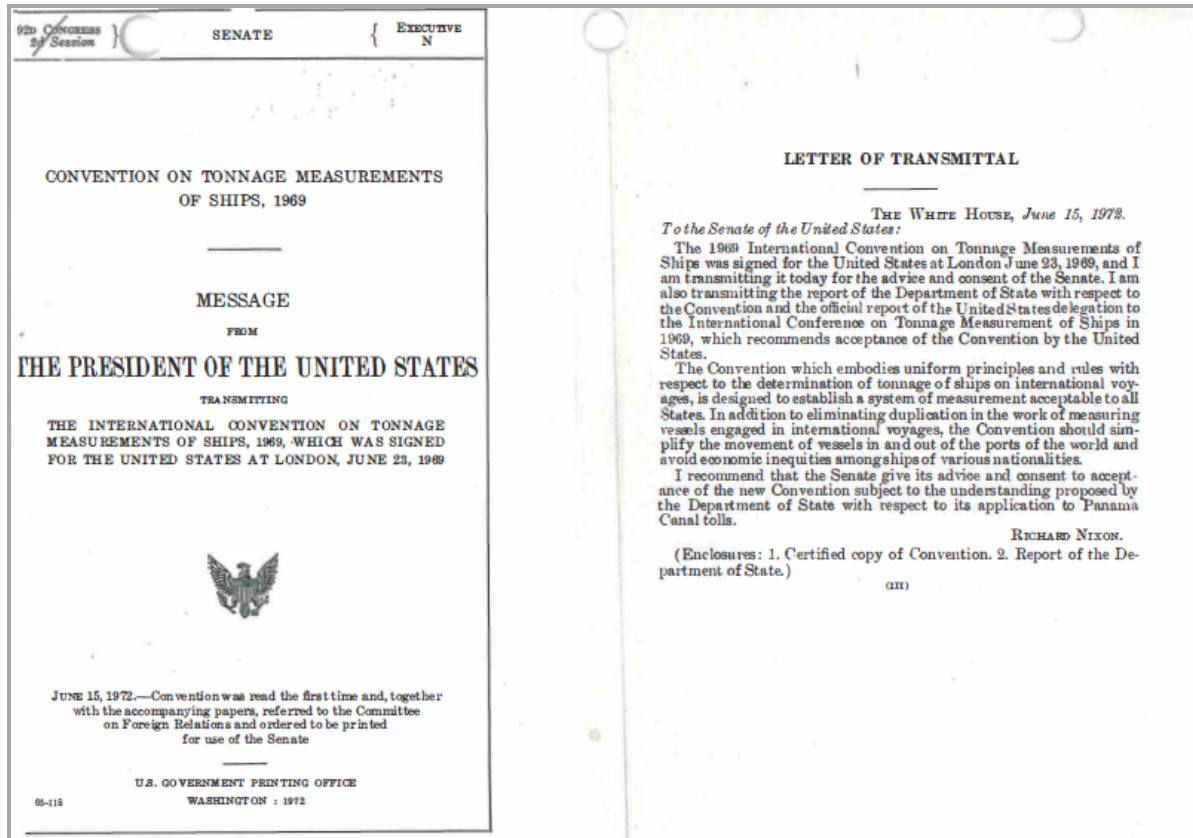 92D CONGRESS
2d Session
}
SENATE
{
EXECUTIVE
N
CONVENTION ON TONNAGE MEASUREMENTS
OF SHIPS, 1969
MESSAGE
FROM
THE PRESIDENT OF THE UNITED STATES
TRANSMITTING
THE INTERNATIONAL CONVENTION ON TONNAGE
MEASUREMENTS OF SHIPS, 1969, WHICH WAS SIGNED
FOR THE UNITED STATES AT LONDON, JUNE 23, 1969
JUNE 15, 1972.—Convention was read the first time and, together
with the accompanying papers, referred to the Committee
on Foreign Relations and ordered to be printed
for use of the Senate
U.S. GOVERNMENT PRINTING OFFICE
65-118
WASHINGTON : 1972
LETTER OF TRANSMITTAL
THE WHITE HOUSE, June 15, 1972.
To the Senate of the United States:
The 1969 International Convention on Tonnage Measurements of
Ships was signed for the United States at London June 23, 1969, and I
am transmitting it today for the advice and consent of the Senate. I am
also transmitting the report of the Department of State with respect to
the Convention and the official report of the United States delegation to
the International Conference on Tonnage Measurement of Ships in
1969, which recommends acceptance of the Convention by the United
States.
The Convention which embodies uniform principles and rules with
respect to the determination of tonnage of ships on international voy-
ages, is designed to establish a system of measurement acceptable to all
States. In addition to eliminating duplication in the work of measuring
vessels engaged in international voyages, the Convention should sim-
plify the movement of vessels in and out of the ports of the world and
avoid economic inequities among ships of various nationalities.
I recommend that the Senate give its advice and consent to accept-
ance of the new Convention subject to the understanding proposed by
the Department of State with respect to its application to Panama
Canal tolls.
RICHARD NIXON.
(Enclosures: 1. Certified copy of Convention. 2. Report of the De-
partment of State.)
(III)